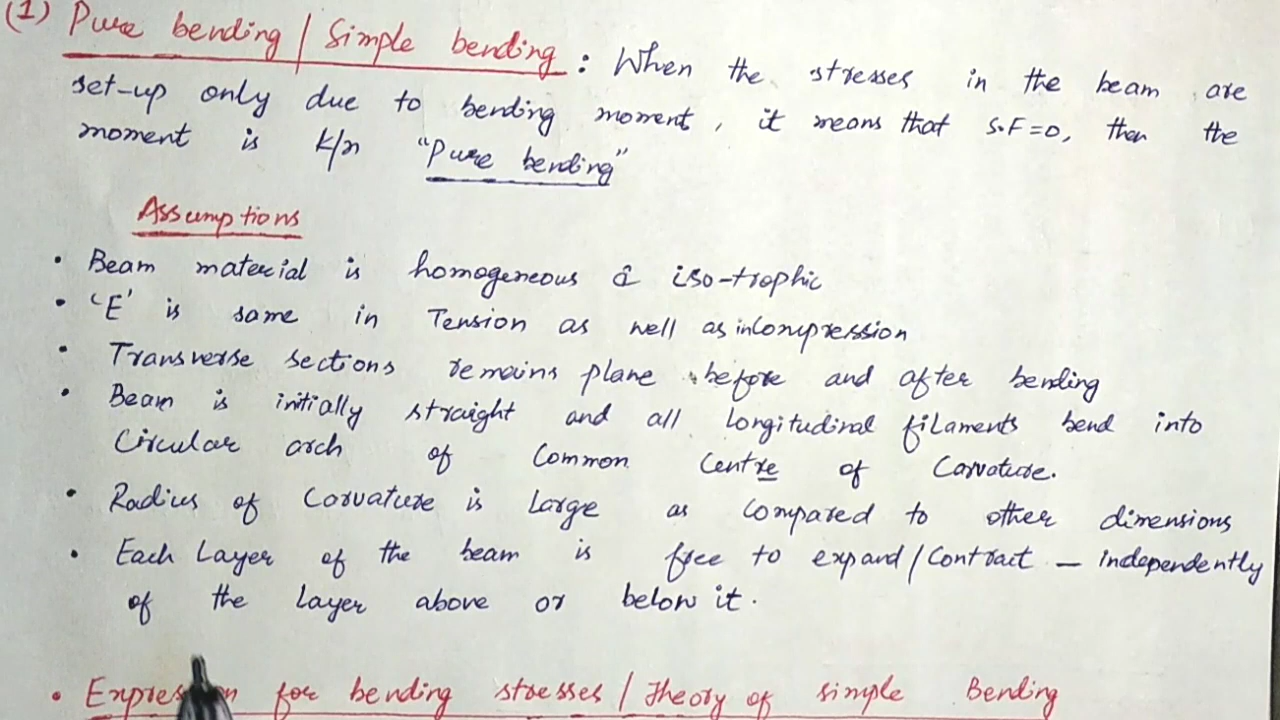 (1) Pure bending / Simple bending : When the stresses in the beam are
set-up only due to bending moment, it means that S.F=0, then the
moment is k/n "Pure bending"
Assumptions
• Beam material is homogeneous & iso-trophic
• 'E' is same in Tension as well as in Compression
• Transverse sections remains plane before and after bending
• Beam is initially straight and all longitudinal filaments bend into
Circular arch of Common Centre of Carvature.
• Radius of Corvature is Large as Compared to other dimensions
• Each Layer of the beam is free to expand/Contract — independently
of the Layer above or below it.
• for bending stresses / Theory of simple Bending